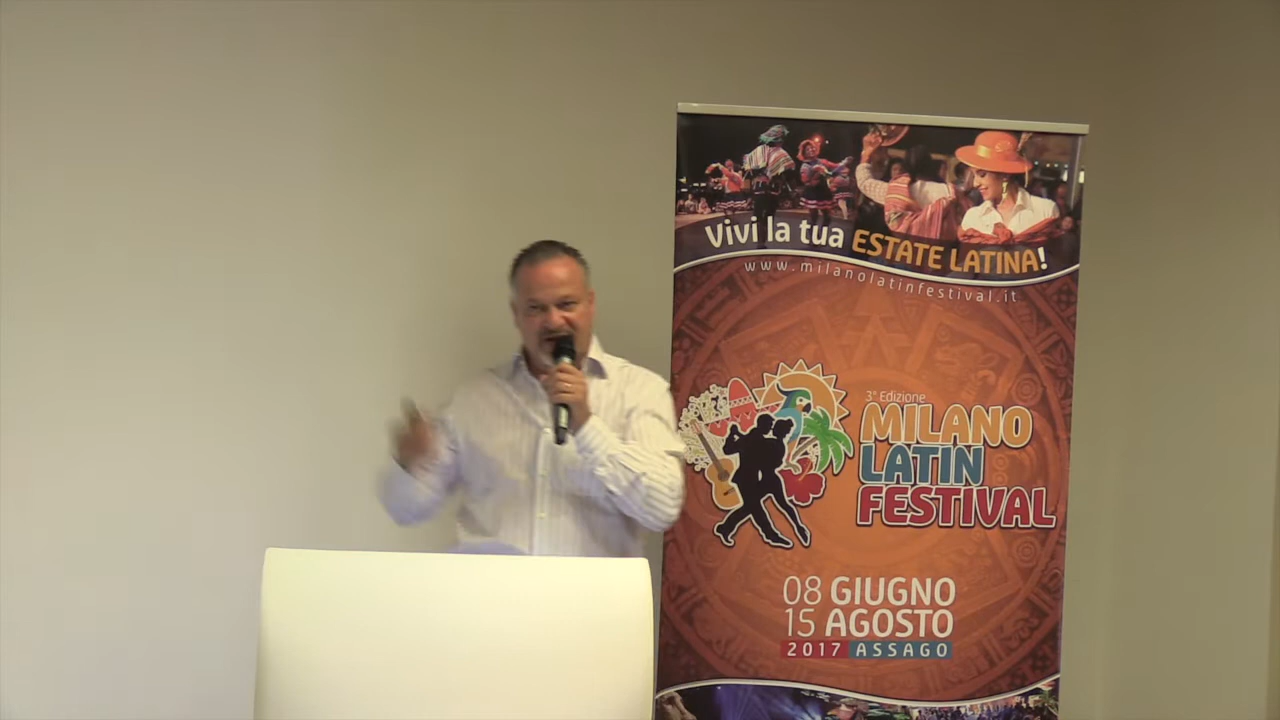 Vivi la tua ESTATE LATINA!
www.milanolatinfestival.it
3ª Edizione
MILANO
LATIN
FESTIVAL
08 GIUGNO
15 AGOSTO
2017 ASSAGO